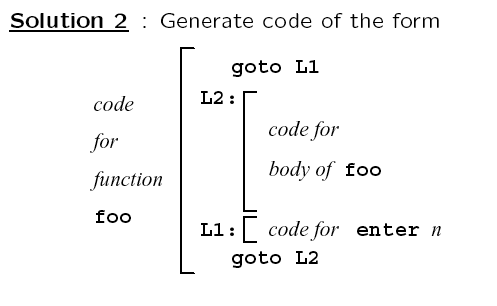 Solution 2 : Generate code of the form
goto L1
code
for
function
foo
L2:
code for
body of foo
L1: code for enter n
goto L2